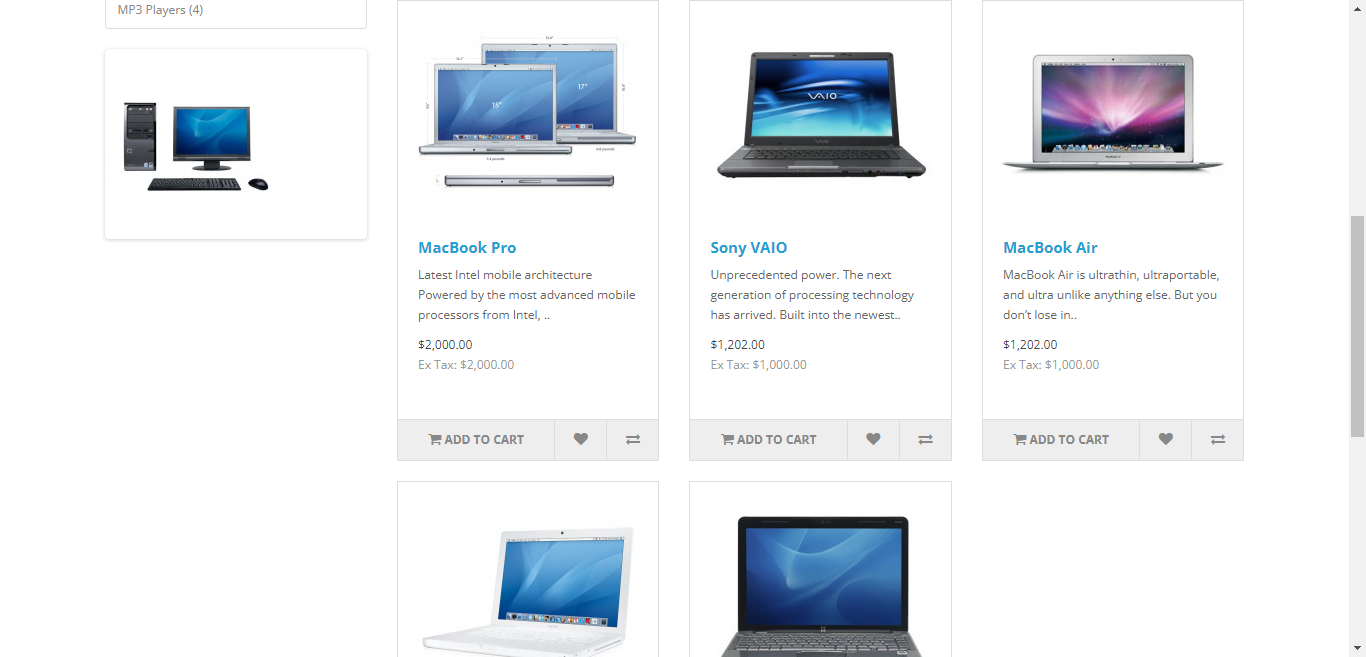 MP3 Players (4)
15"
17"
VAIO
MacBook Pro
Latest Intel mobile architecture
Powered by the most advanced mobile
processors from Intel, ..
$2,000.00
Ex Tax: $2,000.00
ADD TO CART
Sony VAIO
Unprecedented power. The next
generation of processing technology
has arrived. Built into the newest..
$1,202.00
Ex Tax: $1,000.00
ADD TO CART
MacBook Air
MacBook Air is ultrathin, ultraportable,
and ultra unlike anything else. But you
don’t lose in..
$1,202.00
Ex Tax: $1,000.00
ADD TO CART